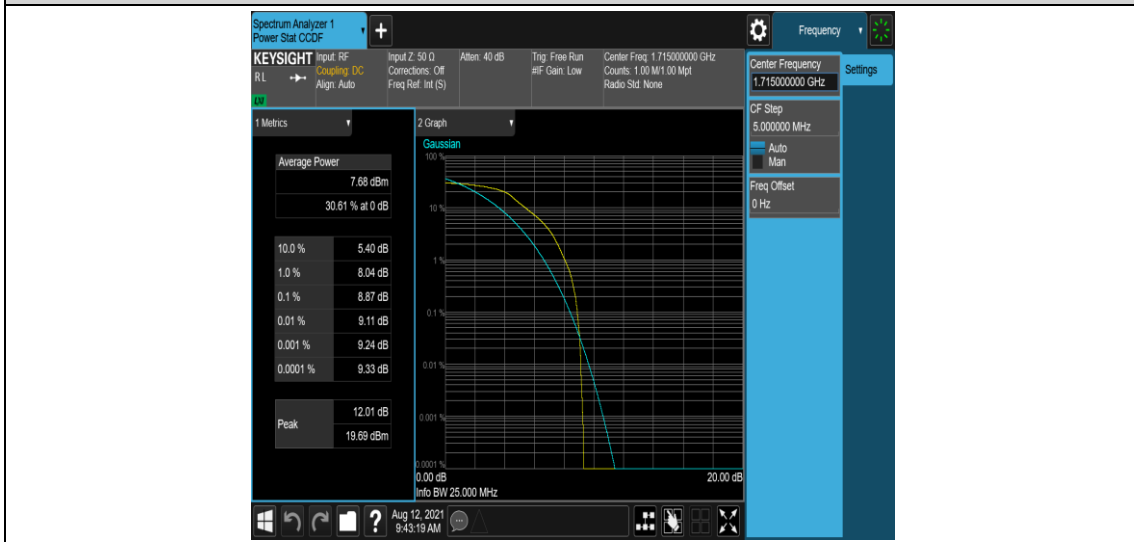 Spectrum Analyzer 1
Power Stat CCDF
+
Frequency
KEYSIGHT
RL
LXI
Input: RF
Coupling: DC
Align: Auto
Input Z: 50 Ω
Corrections: Off
Freq Ref: Int (S)
Atten: 40 dB
Trig: Free Run
#IF Gain: Low
Center Freq: 1.715000000 GHz
Counts: 1.00 M/1.00 Mpt
Radio Std: None
Center Frequency
1.715000000 GHz
Settings
CF Step
5.000000 MHz
Auto
Man
Freq Offset
0 Hz
1 Metrics
Average Power
7.68 dBm
30.61 % at 0 dB
10.0 % 5.40 dB
1.0 % 8.04 dB
0.1 % 8.87 dB
0.01 % 9.11 dB
0.001 % 9.24 dB
0.0001 % 9.33 dB
Peak
12.01 dB
19.69 dBm
2 Graph
Gaussian
100 %
10 %
1 %
0.1 %
0.01 %
0.001 %
0.0001 %
0.00 dB 20.00 dB
Info BW 25.000 MHz
?
Aug 12, 2021
9:43:19 AM